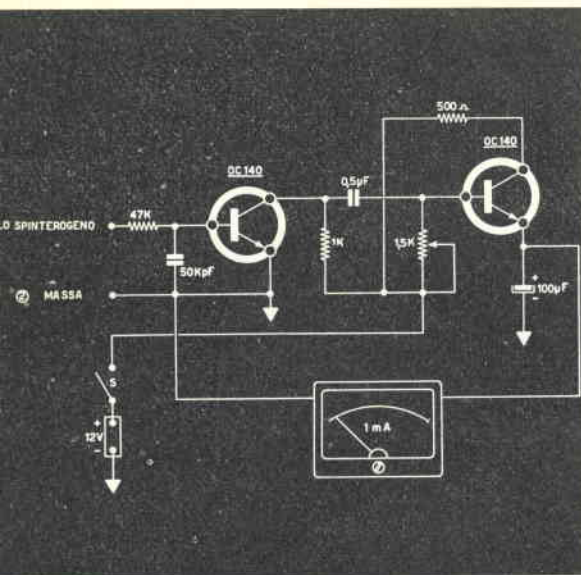 500 Ω
OC 140
OC 140
0,5µF
47K
LO SPINTEROGENO
1K
1,5K
50KpF
② MASSA
+
100µF
-
S
+
12V
-
1 mA